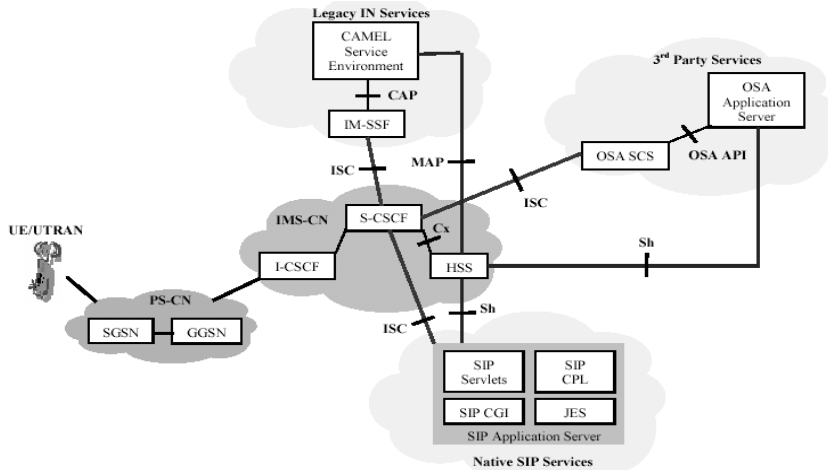 Legacy IN Services
CAMEL
Service
Environment
CAP
IM-SSF
3rd Party Services
OSA
Application
Server
OSA SCS
OSA API
ISC
MAP
ISC
IMS-CN
S-CSCF
Cx
UE/UTRAN
I-CSCF
HSS
Sh
PS-CN
SGSN
GGSN
ISC
Sh
SIP
Servlets
SIP
CPL
SIP CGI
JES
SIP Application Server
Native SIP Services